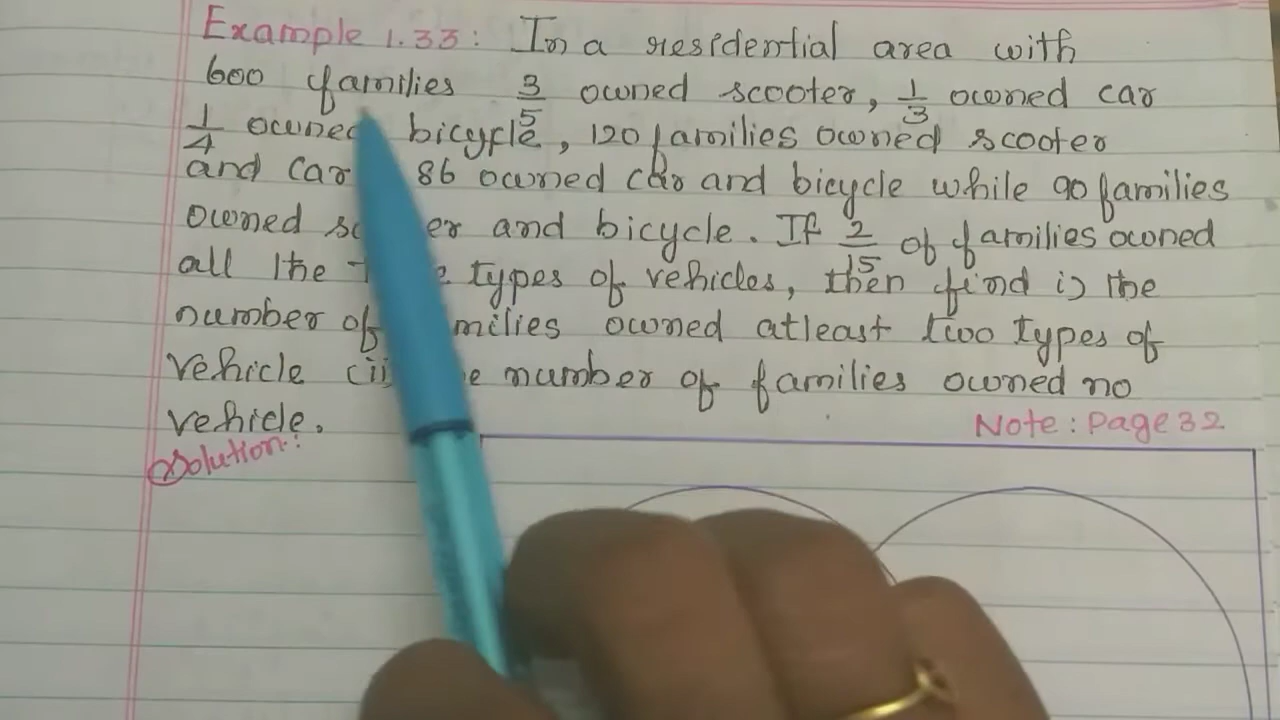 Example 1.33: In a residential area with
600 families 3/5 owned scooter, 1/3 owned car
1/4 owned bicycle, 120 families owned scooter
and car 86 owned car and bicycle while 90 families
owned er and bicycle. If 2/15 of families owned
all the types of vehicles, then find i) the
number of milies owned atleast two types of
vehicle (ii e number of families owned no
vehicle.
Note: page 32
Solution: